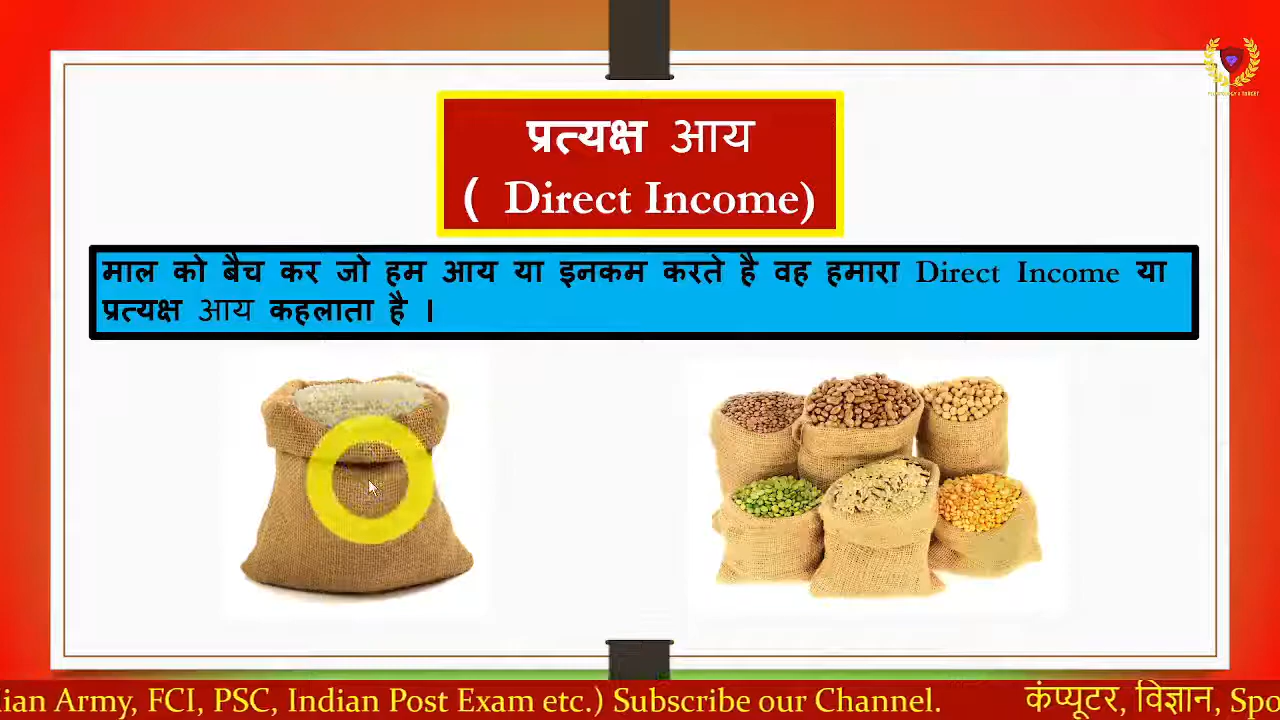 प्रत्यक्ष आय
( Direct Income)
माल को बैच कर जो हम आय या इनकम करते है वह हमारा Direct Income या
प्रत्यक्ष आय कहलाता है ।
ian Army, FCI, PSC, Indian Post Exam etc.) Subscribe our Channel. कंप्यूटर, विज्ञान, Spo